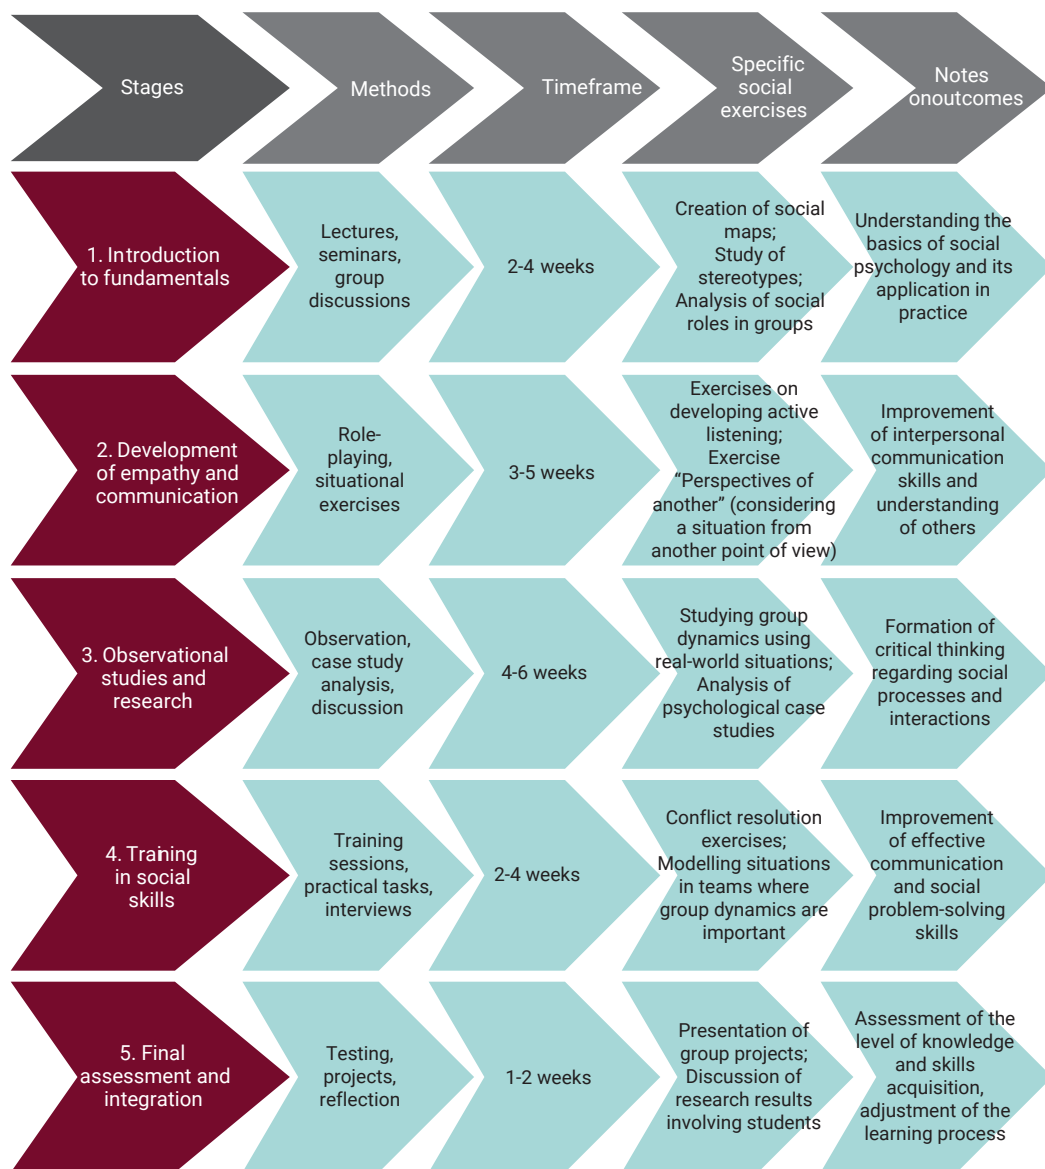 Stages
Methods
Timeframe
Specific
social
exercises
Notes
onoutcomes
1. Introduction
to fundamentals
Lectures,
seminars,
group
discussions
2-4 weeks
Creation of social
maps;
Study of
stereotypes;
Analysis of social
roles in groups
Understanding the
basics of social
psychology and its
application in
practice
2. Development
of empathy and
communication
Role-
playing,
situational
exercises
3-5 weeks
Exercises on
developing active
listening;
Exercise
“Perspectives of
another” (considering
a situation from
another point of view)
Improvement
of interpersonal
communication
skills and
understanding
of others
3. Observational
studies and
research
Observation,
case study
analysis,
discussion
4-6 weeks
Studying group
dynamics using
real-world situations;
Analysis of
psychological case
studies
Formation of
critical thinking
regarding social
processes and
interactions
4. Training
in social
skills
Training
sessions,
practical tasks,
interviews
2-4 weeks
Conflict resolution
exercises;
Modelling situations
in teams where
group dynamics are
important
Improvement
of effective
communication
and social
problem-solving
skills
5. Final
assessment and
integration
Testing,
projects,
reflection
1-2 weeks
Presentation of
group projects;
Discussion of
research results
involving students
Assessment of the
level of knowledge
and skills
acquisition,
adjustment of the
learning process